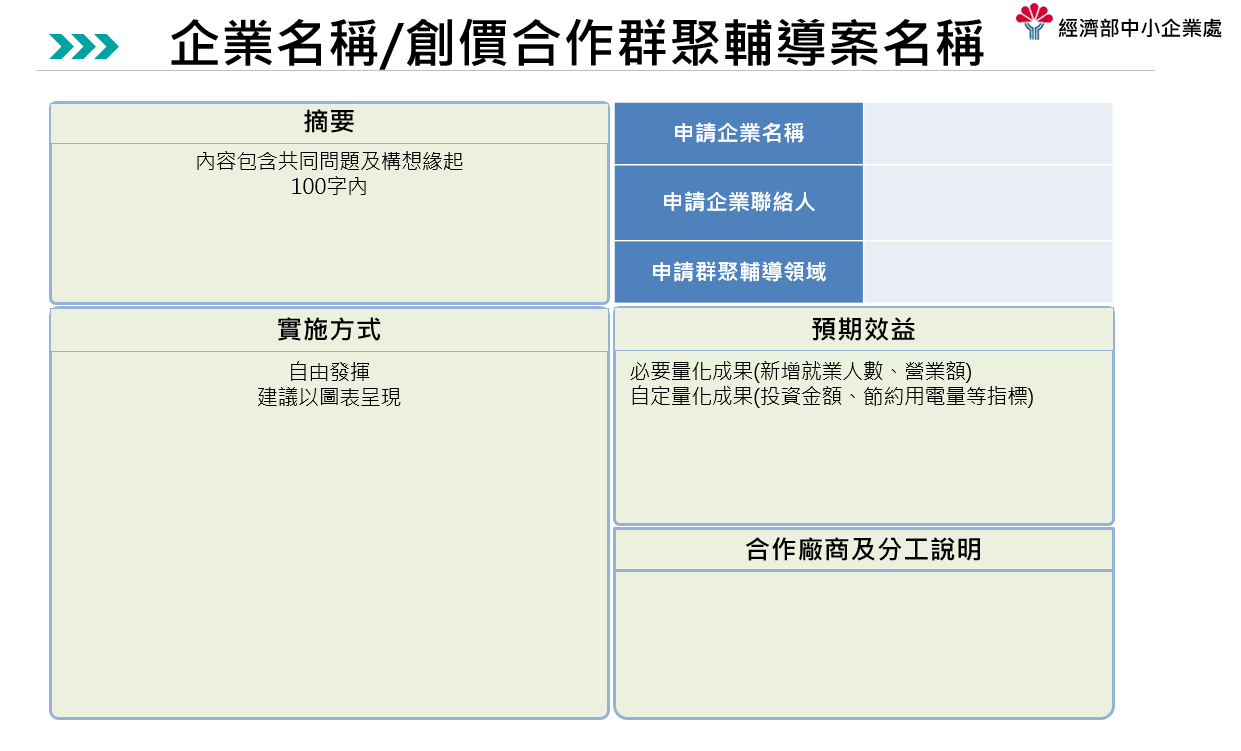 企業名稱/創價合作群聚輔導案名稱
經濟部中小企業處
摘要
內容包含共同問題及構想緣起
100字內
申請企業名稱
申請企業聯絡人
申請群聚輔導領域
實施方式
自由發揮
建議以圖表呈現
預期效益
必要量化成果(新增就業人數、營業額)
自定量化成果(投資金額、節約用電量等指標)
合作廠商及分工說明